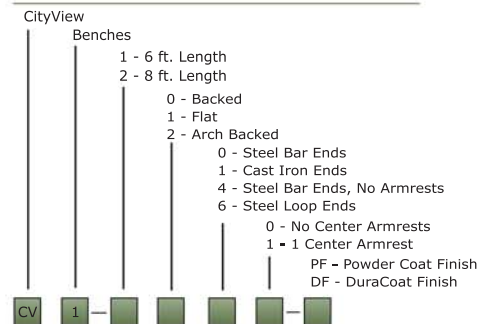 CityView
Benches
1 - 6 ft. Length
2 - 8 ft. Length
0 - Backed
1 - Flat
2 - Arch Backed
0 - Steel Bar Ends
1 - Cast Iron Ends
4 - Steel Bar Ends, No Armrests
6 - Steel Loop Ends
0 - No Center Armrests
1 - 1 Center Armrest
PF - Powder Coat Finish
DF - DuraCoat Finish
CV 1 - -